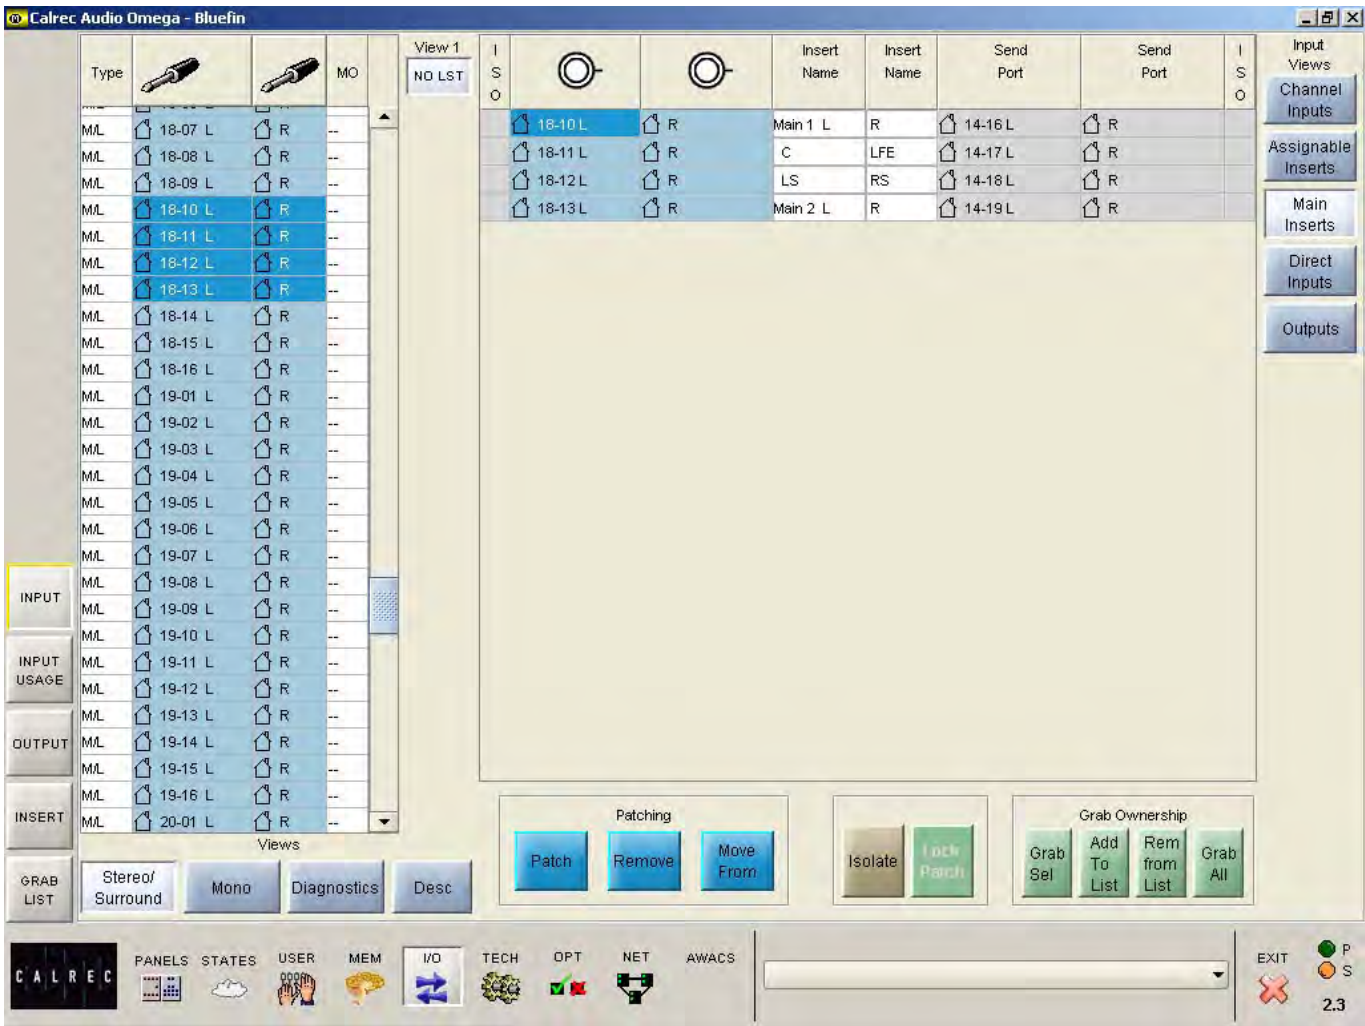 Calrec Audio Omega - Bluefin
Type MO
View 1
NO LST
I S O
Insert Name
Insert Name
Send Port
Send Port
I S O
Input Views
Channel Inputs
Assignable Inserts
Main Inserts
Direct Inputs
Outputs
M/L 18-07 L R --
M/L 18-08 L R --
M/L 18-09 L R --
M/L 18-10 L R --
M/L 18-11 L R --
M/L 18-12 L R --
M/L 18-13 L R --
M/L 18-14 L R --
M/L 18-15 L R --
M/L 18-16 L R --
M/L 19-01 L R --
M/L 19-02 L R --
M/L 19-03 L R --
M/L 19-04 L R --
M/L 19-05 L R --
M/L 19-06 L R --
M/L 19-07 L R --
M/L 19-08 L R --
M/L 19-09 L R --
M/L 19-10 L R --
M/L 19-11 L R --
M/L 19-12 L R --
M/L 19-13 L R --
M/L 19-14 L R --
M/L 19-15 L R --
M/L 19-16 L R --
M/L 20-01 L R --
18-10 L R Main 1 L R 14-16 L R
18-11 L R C LFE 14-17 L R
18-12 L R LS RS 14-18 L R
18-13 L R Main 2 L R 14-19 L R
INPUT
INPUT USAGE
OUTPUT
INSERT
GRAB LIST
Views
Stereo/ Surround
Mono
Diagnostics
Desc
Patching
Patch
Remove
Move From
Isolate
Lock Patch
Grab Ownership
Grab Sel
Add To List
Rem from List
Grab All
CALREC
PANELS
STATES
USER
MEM
I/O
TECH
OPT
NET
AWACS
EXIT
P
S
2.3